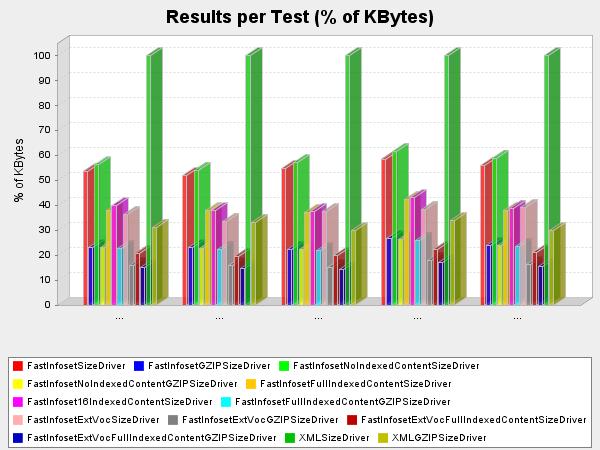 Results per Test (% of KBytes)
% of KBytes
100
90
80
70
60
50
40
30
20
10
0
... ... ... ... ...
FastInfosetSizeDriver FastInfosetGZIPSizeDriver FastInfosetNoIndexedContentSizeDriver
FastInfosetNoIndexedContentGZIPSizeDriver FastInfosetFullIndexedContentSizeDriver
FastInfoset16IndexedContentSizeDriver FastInfosetFullIndexedContentGZIPSizeDriver
FastInfosetExtVocSizeDriver FastInfosetExtVocGZIPSizeDriver FastInfosetExtVocFullIndexedContentSizeDriver
FastInfosetExtVocFullIndexedContentGZIPSizeDriver XMLSizeDriver XMLGZIPSizeDriver